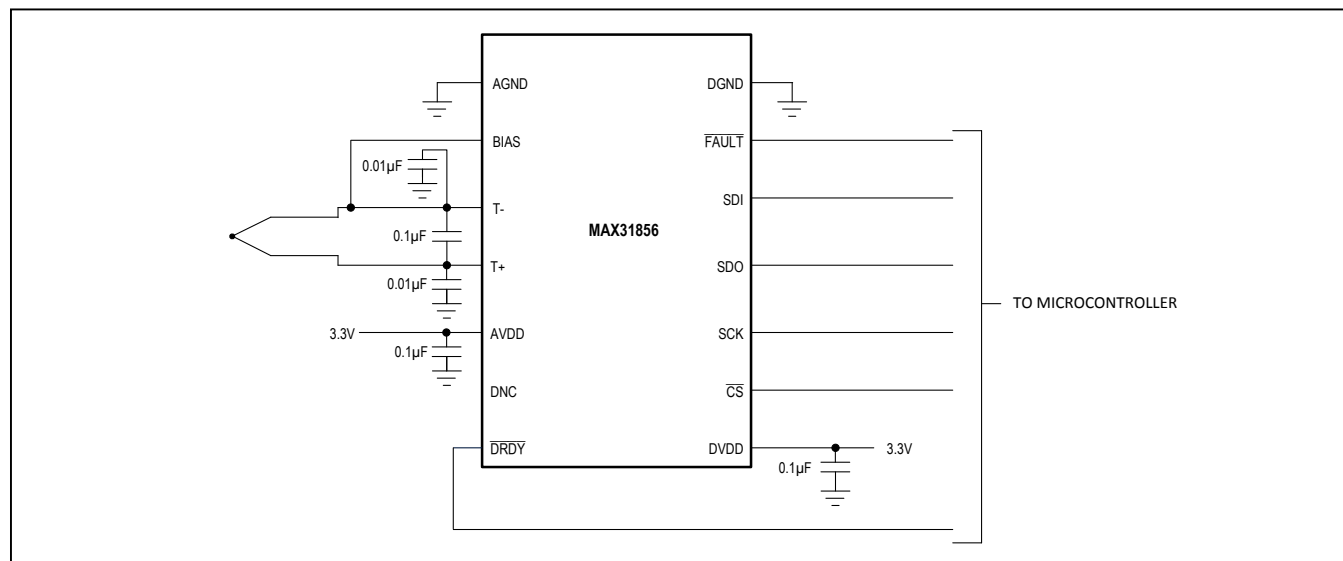 AGND
DGND
BIAS
FAULT
0.01µF
T-
SDI
0.1µF
MAX31856
T+
SDO
0.01µF
TO MICROCONTROLLER
3.3V
AVDD
SCK
0.1µF
DNC
CS
DRDY
DVDD
3.3V
0.1µF